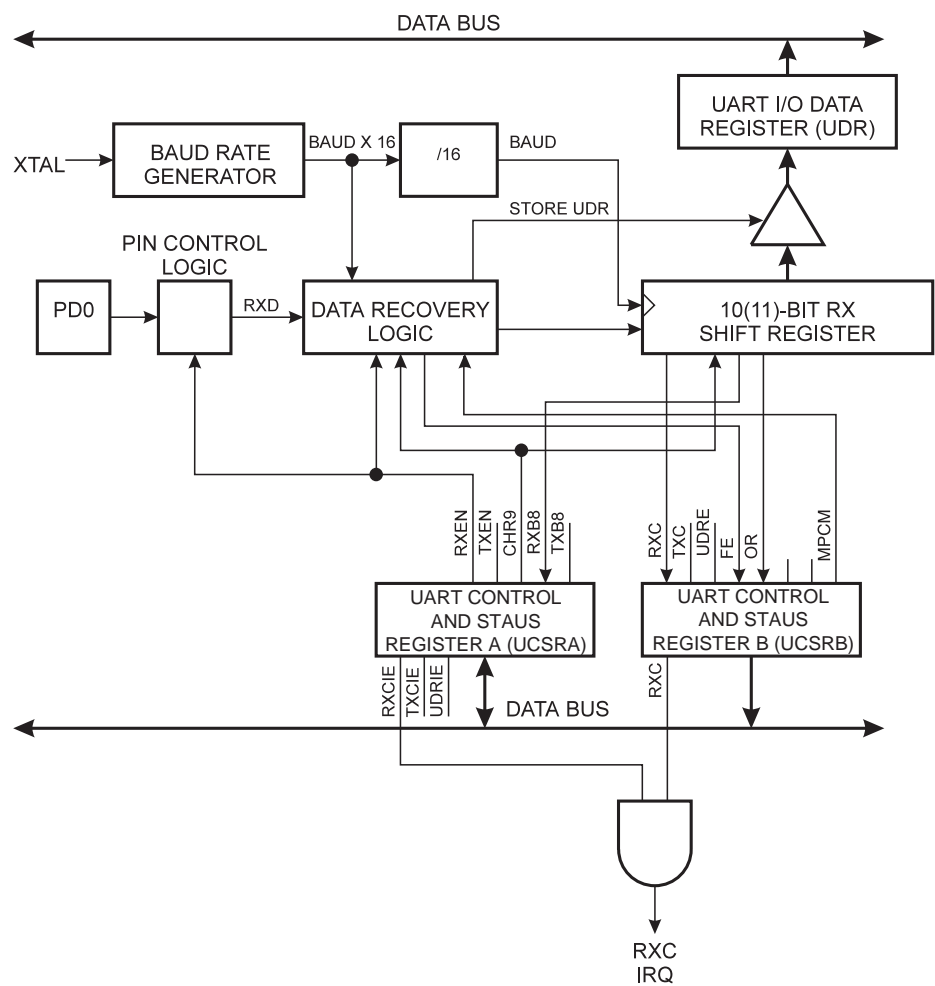 DATA BUS
UART I/O DATA
REGISTER (UDR)
XTAL
BAUD RATE
GENERATOR
BAUD X 16
/16
BAUD
STORE UDR
PIN CONTROL
LOGIC
PD0
RXD
DATA RECOVERY
LOGIC
10(11)-BIT RX
SHIFT REGISTER
RXEN
TXEN
CHR9
RXB8
TXB8
RXC
TXC
UDRE
FE
OR
MPCM
UART CONTROL
AND STAUS
REGISTER A (UCSRA)
UART CONTROL
AND STAUS
REGISTER B (UCSRB)
RXCIE
TXCIE
UDRIE
RXC
DATA BUS
RXC
IRQ